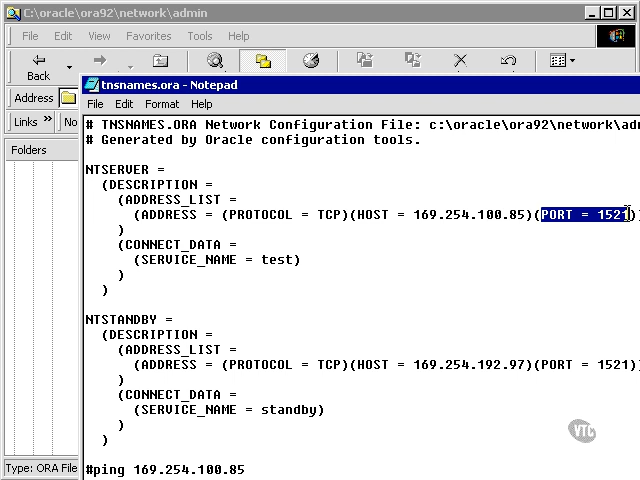 C:\oracle\ora92\network\admin
File Edit View Favorites Tools Help
Back
Address
Links » No
Folders
Type: ORA File
tnsnames.ora - Notepad
File Edit Format Help
# TNSNAMES.ORA Network Configuration File: c:\oracle\ora92\network\adm
# Generated by Oracle configuration tools.
NTSERVER =
(DESCRIPTION =
(ADDRESS_LIST =
(ADDRESS = (PROTOCOL = TCP)(HOST = 169.254.100.85)(PORT = 1521)
)
(CONNECT_DATA =
(SERVICE_NAME = test)
)
)
NTSTANDBY =
(DESCRIPTION =
(ADDRESS_LIST =
(ADDRESS = (PROTOCOL = TCP)(HOST = 169.254.192.97)(PORT = 1521)
)
(CONNECT_DATA =
(SERVICE_NAME = standby)
)
)
#ping 169.254.100.85
VTC